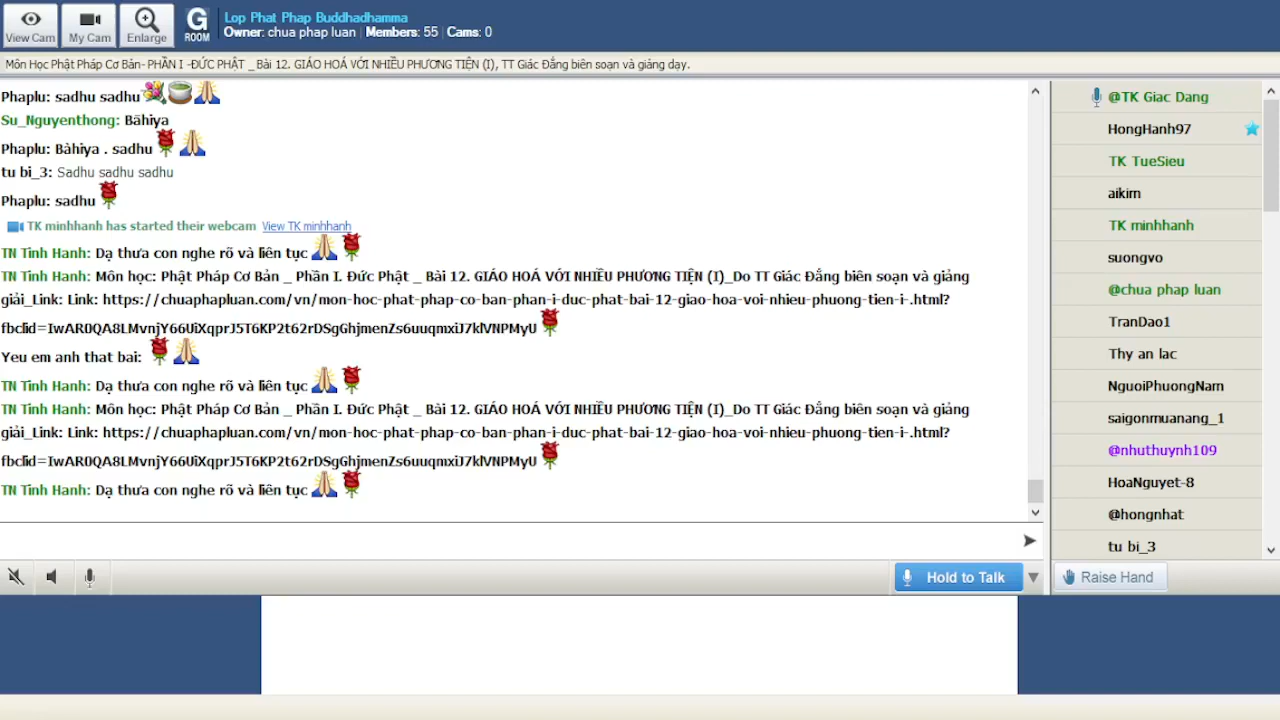 View Cam
My Cam
Enlarge
G
ROOM
Lop Phat Phap Buddhadhamma
Owner: chua phap luan | Members: 55 | Cams: 0
Môn Học Phật Pháp Cơ Bản- PHẦN I -ĐỨC PHẬT _ Bài 12. GIÁO HOÁ VỚI NHIỀU PHƯƠNG TIỆN (I), TT Giác Đẳng biên soạn và giảng dạy.
Phaplu: sadhu sadhu
Su_Nguyenthong: Bāhiya
Phaplu: Bàhiya . sadhu
tu bi_3: Sadhu sadhu sadhu
Phaplu: sadhu
TK minhhanh has started their webcam View TK minhhanh
TN Tinh Hanh: Dạ thưa con nghe rõ và liên tục
TN Tinh Hanh: Môn học: Phật Pháp Cơ Bản _ Phần I. Đức Phật _ Bài 12. GIÁO HOÁ VỚI NHIỀU PHƯƠNG TIỆN (I)_Do TT Giác Đẳng biên soạn và giảng
giải_Link: Link: https://chuaphapluan.com/vn/mon-hoc-phat-phap-co-ban-phan-i-duc-phat-bai-12-giao-hoa-voi-nhieu-phuong-tien-i-.html?
fbclid=IwAR0QA8LMvnjY66UiXqprJ5T6KP2t62rDSgGhjmenZs6uuqmxiJ7klVNPMyU
Yeu em anh that bai:
TN Tinh Hanh: Dạ thưa con nghe rõ và liên tục
TN Tinh Hanh: Môn học: Phật Pháp Cơ Bản _ Phần I. Đức Phật _ Bài 12. GIÁO HOÁ VỚI NHIỀU PHƯƠNG TIỆN (I)_Do TT Giác Đẳng biên soạn và giảng
giải_Link: Link: https://chuaphapluan.com/vn/mon-hoc-phat-phap-co-ban-phan-i-duc-phat-bai-12-giao-hoa-voi-nhieu-phuong-tien-i-.html?
fbclid=IwAR0QA8LMvnjY66UiXqprJ5T6KP2t62rDSgGhjmenZs6uuqmxiJ7klVNPMyU
TN Tinh Hanh: Dạ thưa con nghe rõ và liên tục
Hold to Talk
@TK Giac Dang
HongHanh97
TK TueSieu
aikim
TK minhhanh
suongvo
@chua phap luan
TranDao1
Thy an lac
NguoiPhuongNam
saigonmuanang_1
@nhuthuynh109
HoaNguyet-8
@hongnhat
tu bi_3
Raise Hand